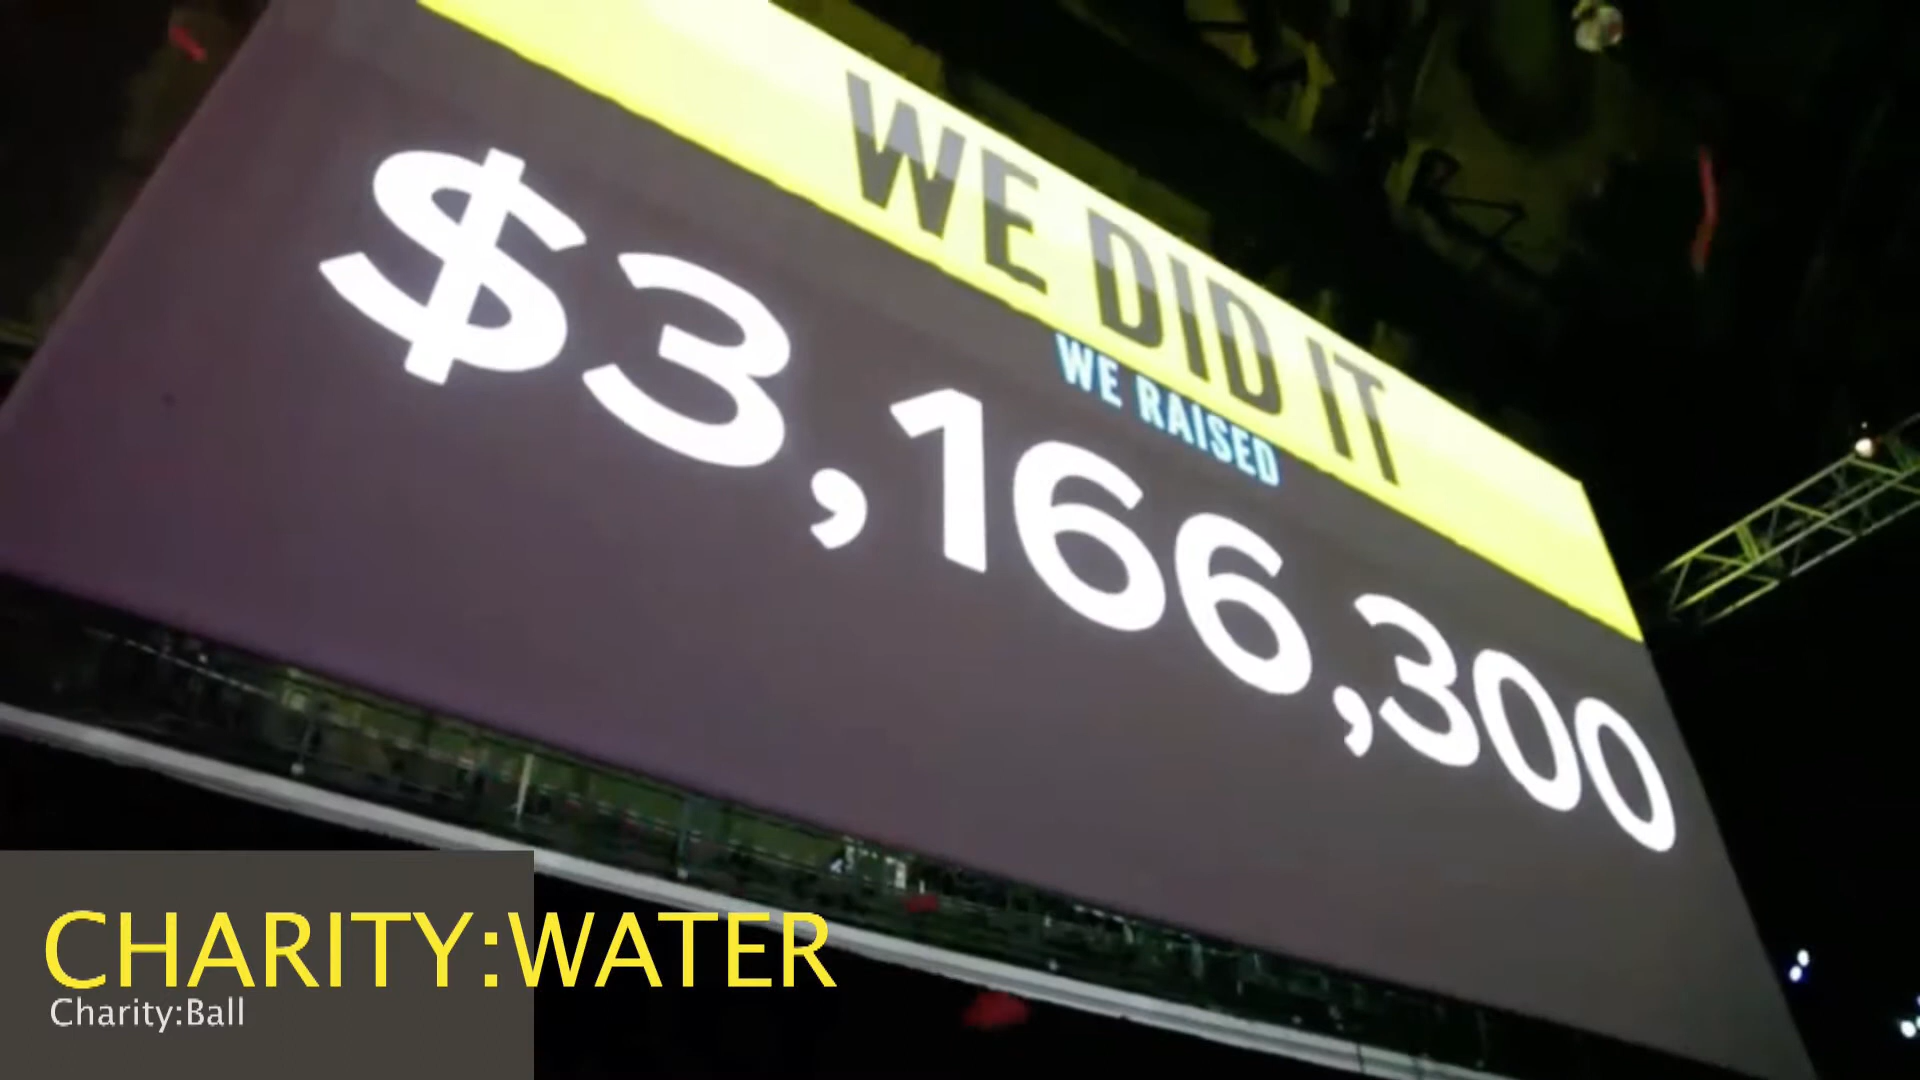 WE DID IT
WE RAISED
$3,166,300
CHARITY:WATER
Charity:Ball